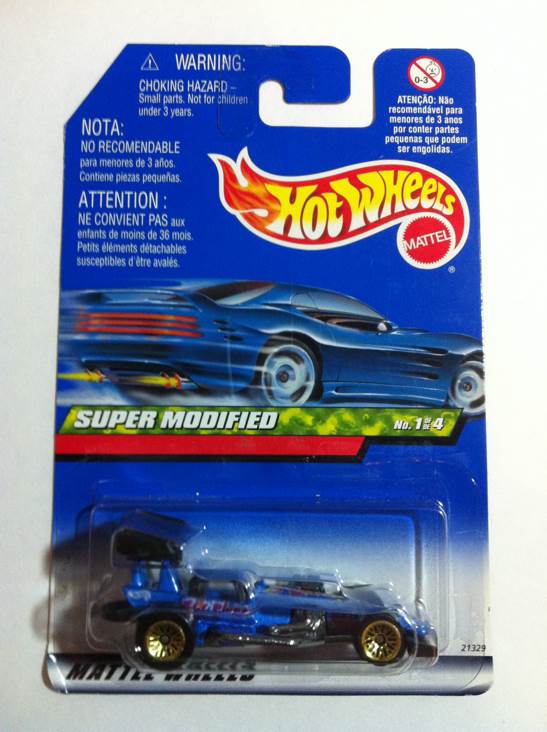 WARNING:
CHOKING HAZARD –
Small parts. Not for children
under 3 years.
NOTA:
NO RECOMENDABLE
para menores de 3 años.
Contiene piezas pequeñas.
ATTENTION :
NE CONVIENT PAS aux
enfants de moins de 36 mois.
Petits éléments détachables
susceptibles d'être avalés.
0-3
ATENÇÃO: Não
recomendável para
menores de 3 anos
por conter partes
pequenas que podem
ser engolidas.
HOT WHEELS
MATTEL
®
SUPER MODIFIED
No. 1 4
21329
MATTEL WHEELS